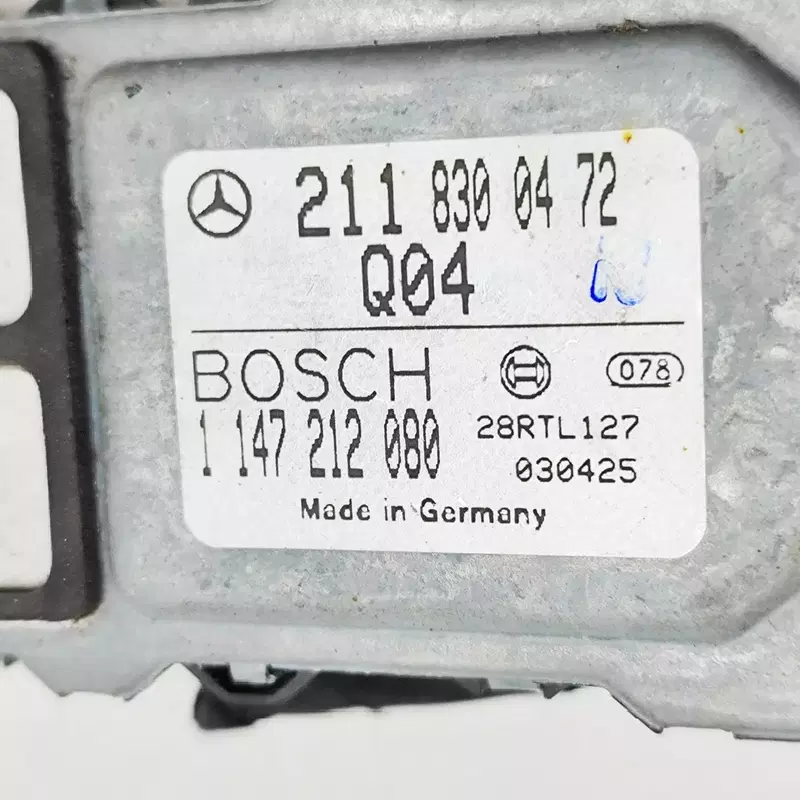 211 830 04 72
Q04
BOSCH
078
1 147 212 080
28RTL127
030425
Made in Germany